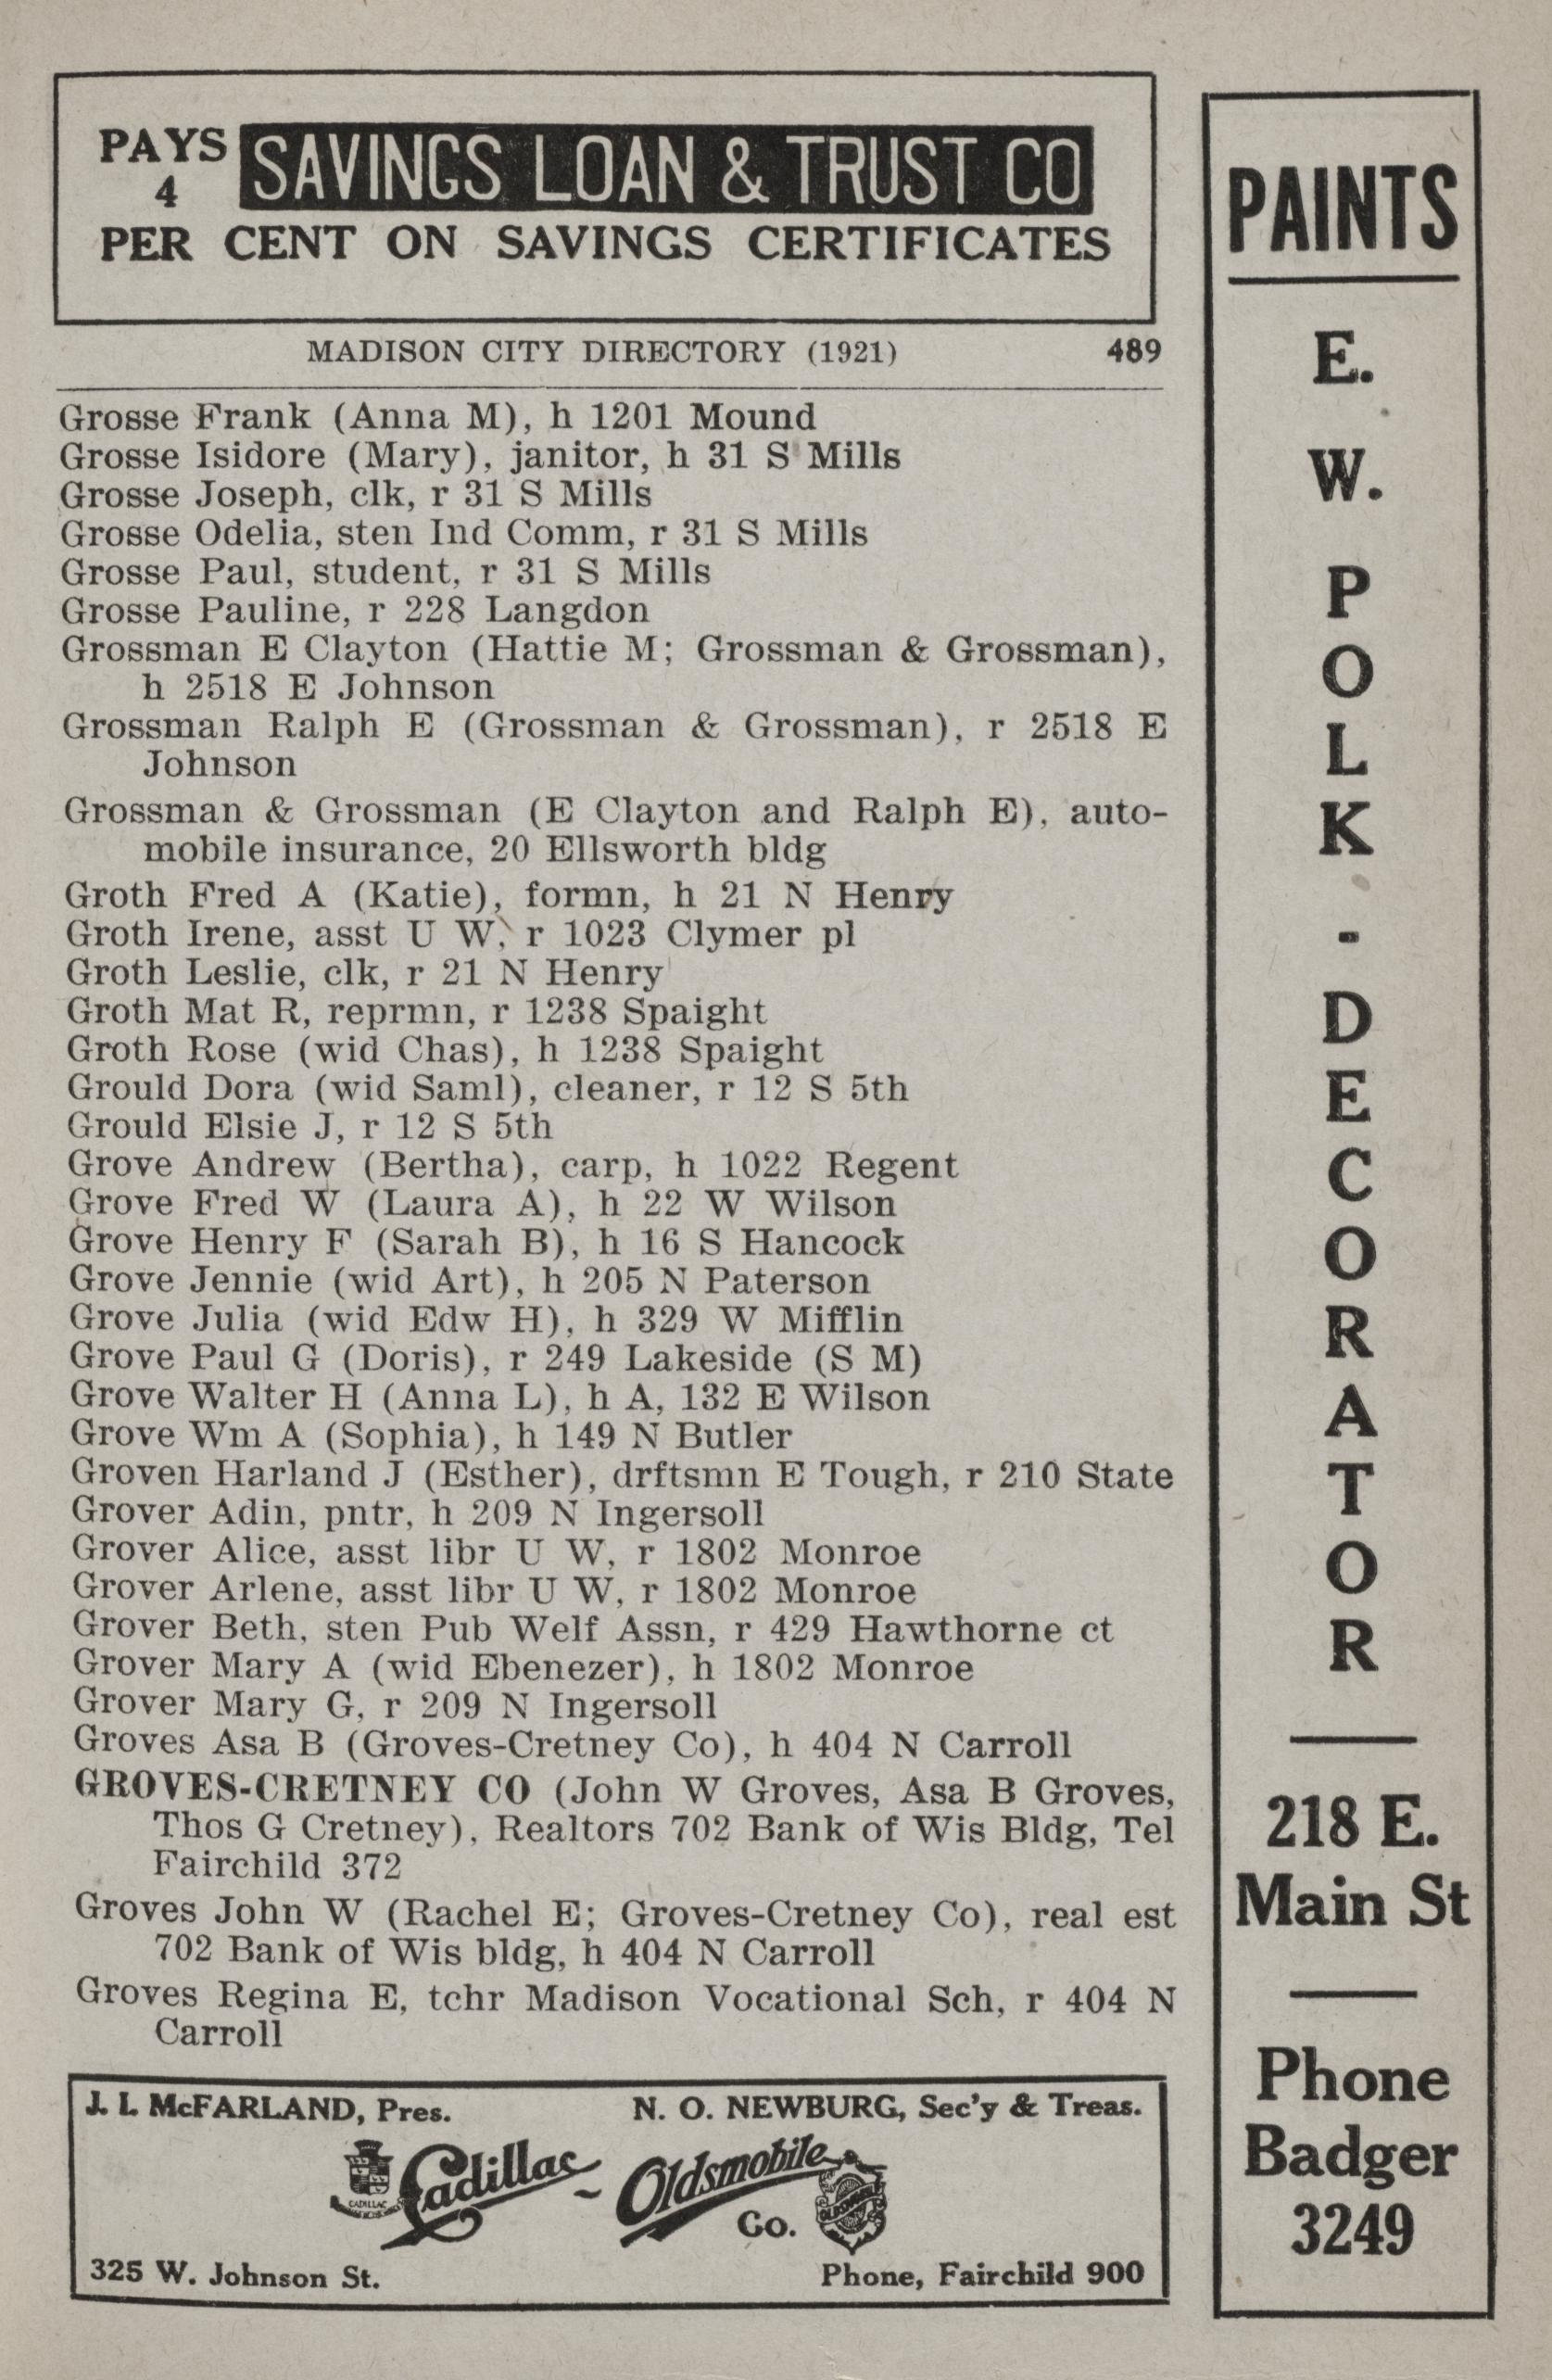 PAYS
4
SAVINGS LOAN & TRUST CO
PER CENT ON SAVINGS CERTIFICATES
MADISON CITY DIRECTORY (1921) 489
Grosse Frank (Anna M), h 1201 Mound
Grosse Isidore (Mary), janitor, h 31 S Mills
Grosse Joseph, clk, r 31 S Mills
Grosse Odelia, sten Ind Comm, r 31 S Mills
Grosse Paul, student, r 31 S Mills
Grosse Pauline, r 228 Langdon
Grossman E Clayton (Hattie M; Grossman & Grossman),
h 2518 E Johnson
Grossman Ralph E (Grossman & Grossman), r 2518 E
Johnson
Grossman & Grossman (E Clayton and Ralph E), auto-
mobile insurance, 20 Ellsworth bldg
Groth Fred A (Katie), formn, h 21 N Henry
Groth Irene, asst U W, r 1023 Clymer pl
Groth Leslie, clk, r 21 N Henry
Groth Mat R, reprmn, r 1238 Spaight
Groth Rose (wid Chas), h 1238 Spaight
Grould Dora (wid Saml), cleaner, r 12 S 5th
Grould Elsie J, r 12 S 5th
Grove Andrew (Bertha), carp, h 1022 Regent
Grove Fred W (Laura A), h 22 W Wilson
Grove Henry F (Sarah B), h 16 S Hancock
Grove Jennie (wid Art), h 205 N Paterson
Grove Julia (wid Edw H), h 329 W Mifflin
Grove Paul G (Doris), r 249 Lakeside (S M)
Grove Walter H (Anna L), h A, 132 E Wilson
Grove Wm A (Sophia), h 149 N Butler
Groven Harland J (Esther), drftsmn E Tough, r 210 State
Grover Adin, pntr, h 209 N Ingersoll
Grover Alice, asst libr U W, r 1802 Monroe
Grover Arlene, asst libr U W, r 1802 Monroe
Grover Beth, sten Pub Welf Assn, r 429 Hawthorne ct
Grover Mary A (wid Ebenezer), h 1802 Monroe
Grover Mary G, r 209 N Ingersoll
Groves Asa B (Groves-Cretney Co), h 404 N Carroll
GROVES-CRETNEY CO (John W Groves, Asa B Groves,
Thos G Cretney), Realtors 702 Bank of Wis Bldg, Tel
Fairchild 372
Groves John W (Rachel E; Groves-Cretney Co), real est
702 Bank of Wis bldg, h 404 N Carroll
Groves Regina E, tchr Madison Vocational Sch, r 404 N
Carroll
J. I. McFARLAND, Pres. N. O. NEWBURG, Sec'y & Treas.
CADILLAC
Cadillac - Oldsmobile
Co.
OLDSMOBILE
325 W. Johnson St. Phone, Fairchild 900
PAINTS
E.
W.
P
O
L
K
-
D
E
C
O
R
A
T
O
R
218 E.
Main St
Phone
Badger
3249